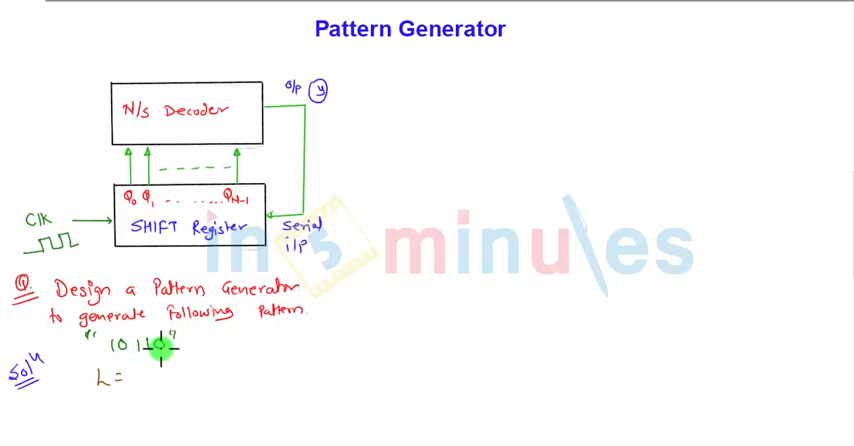 Pattern Generator
N/S Decoder
o/p y
Q0 Q1 ........ QN-1
SHIFT Register
Clk
Serial
i/p
in 5 minutes
Q. Design a Pattern Generator
to generate following Pattern.
" 10110 "
Sol4
L =